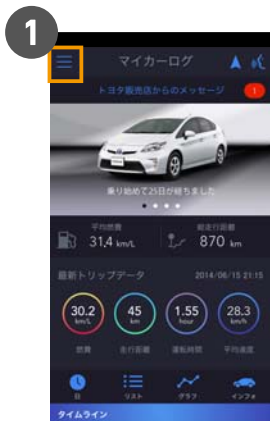 1
マイカーログ
トヨタ販売店からのメッセージ 1
乗り始めて25日が経ちました
平均燃費 総走行距離
31.4 km/L 870 km
最新トリップデータ 2014/06/15 21:15
30.2 45 1.55 28.3
km/L km hour km/h
燃費 走行距離 運転時間 平均速度
日 リスト グラフ インフォ
タイムライン